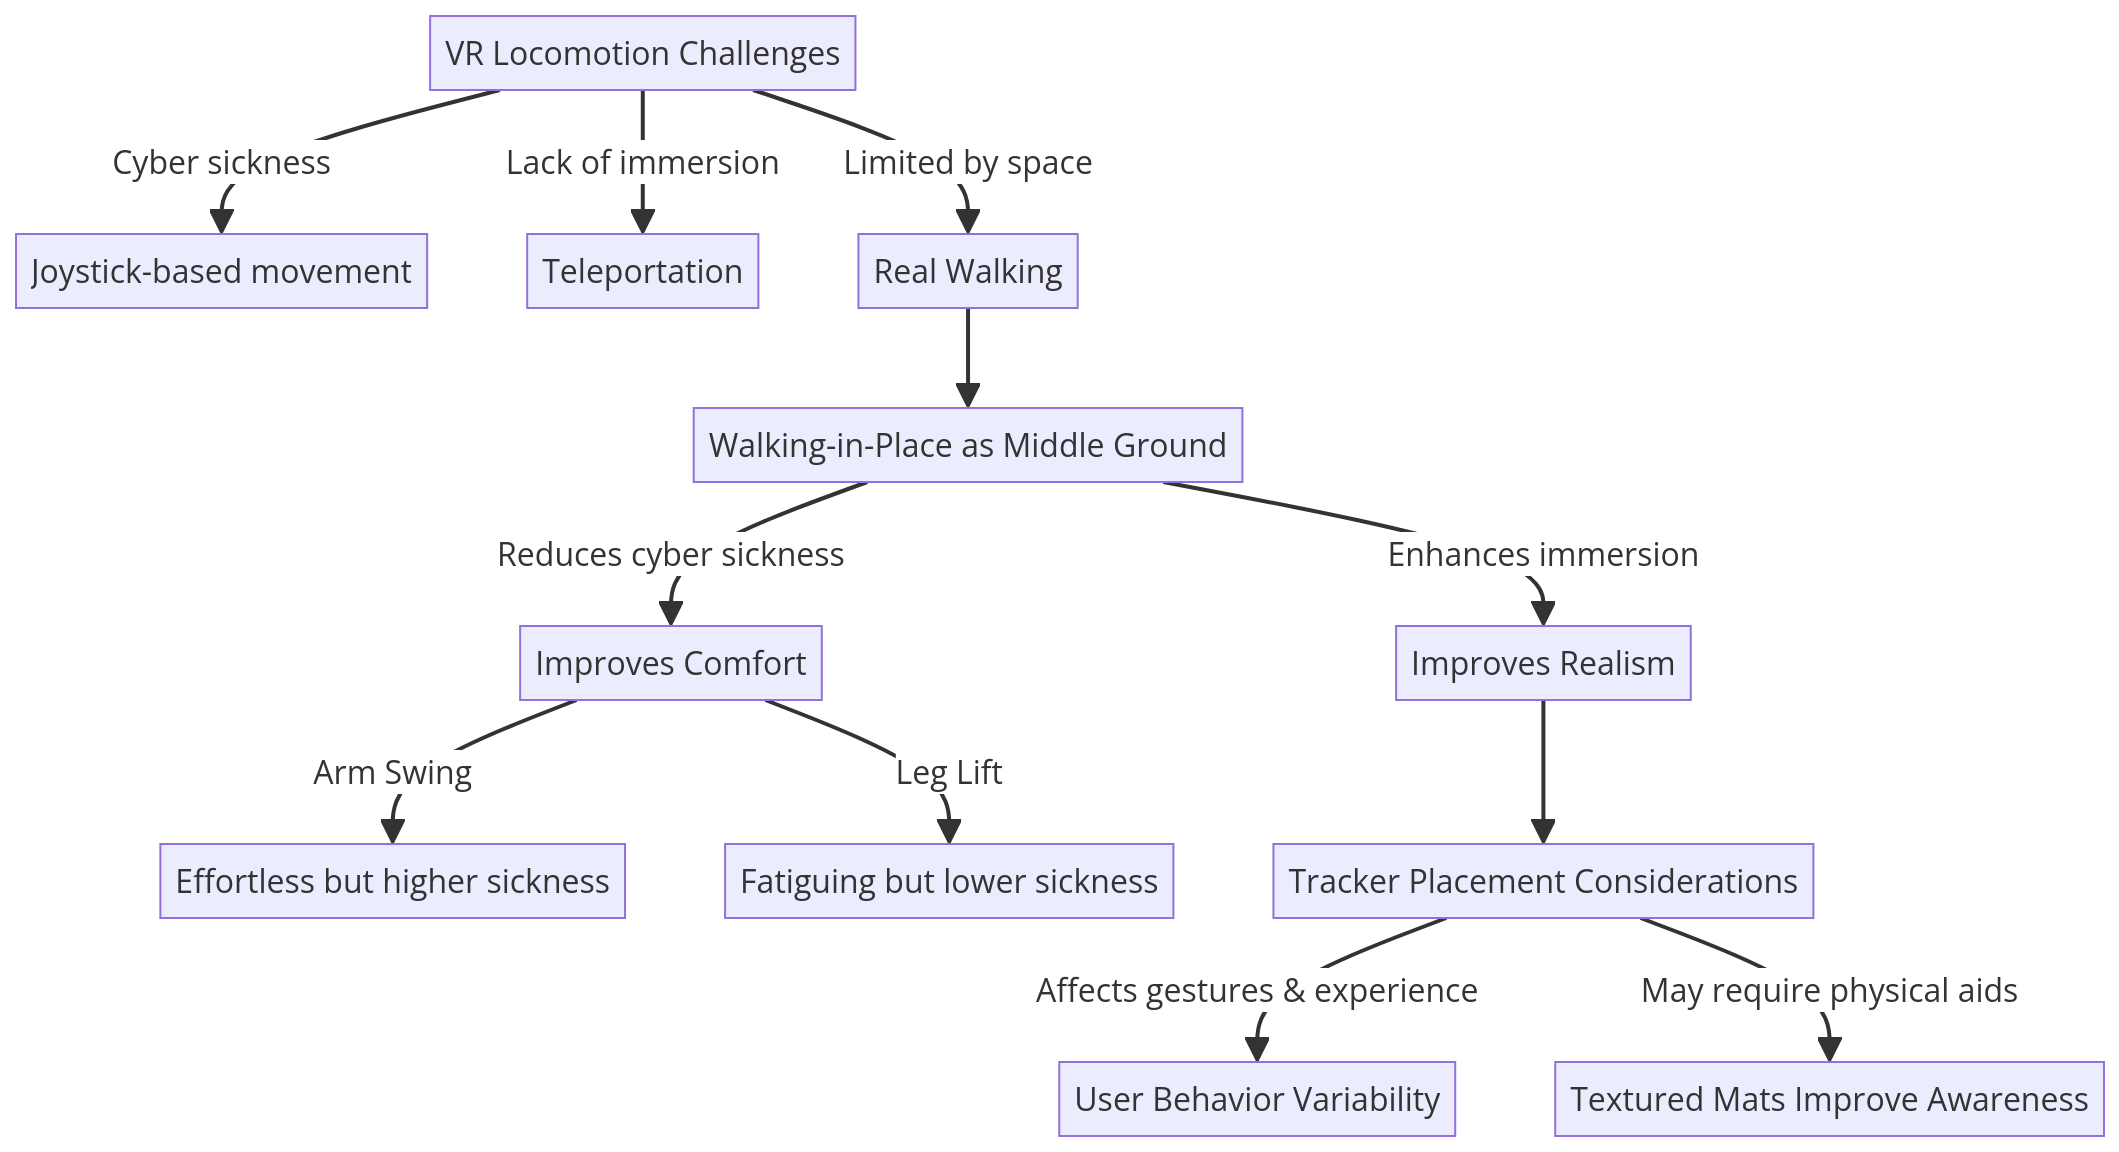 VR Locomotion Challenges
Cyber sickness
Lack of immersion
Limited by space
Joystick-based movement
Teleportation
Real Walking
Walking-in-Place as Middle Ground
Reduces cyber sickness
Enhances immersion
Improves Comfort
Improves Realism
Arm Swing
Leg Lift
Effortless but higher sickness
Fatiguing but lower sickness
Tracker Placement Considerations
Affects gestures & experience
May require physical aids
User Behavior Variability
Textured Mats Improve Awareness